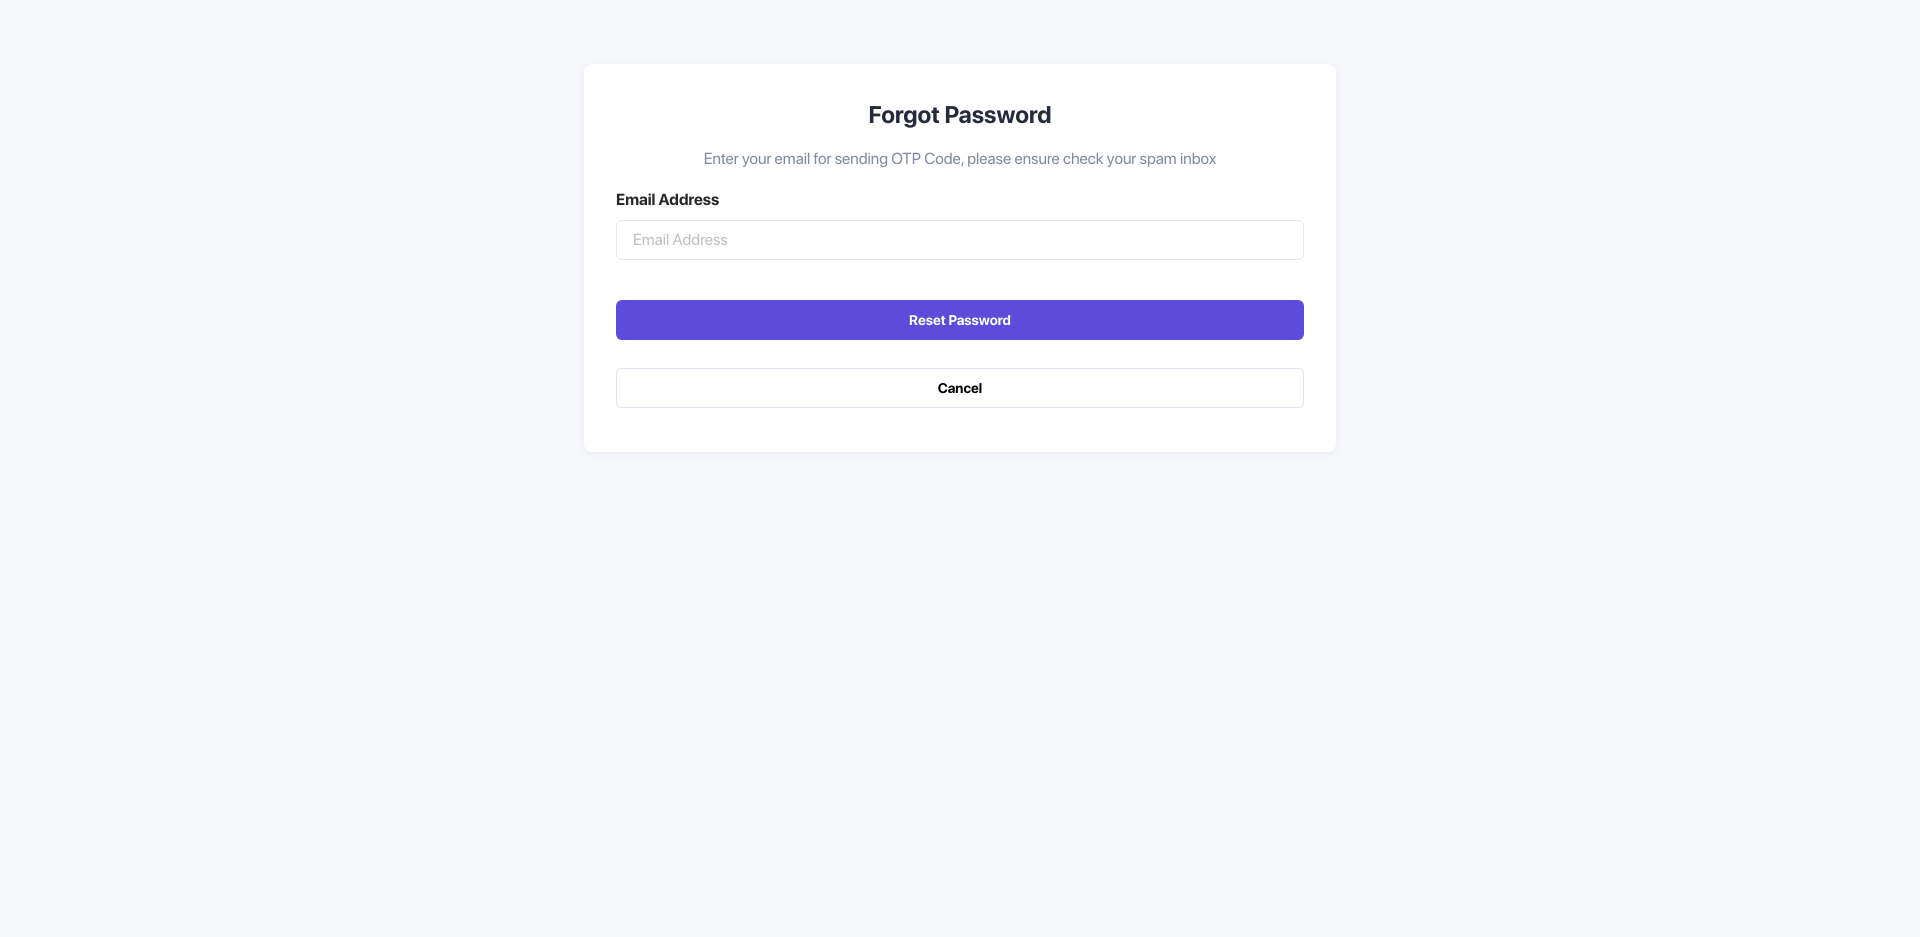 Forgot Password
Enter your email for sending OTP Code, please ensure check your spam inbox
Email Address
Email Address
Reset Password
Cancel